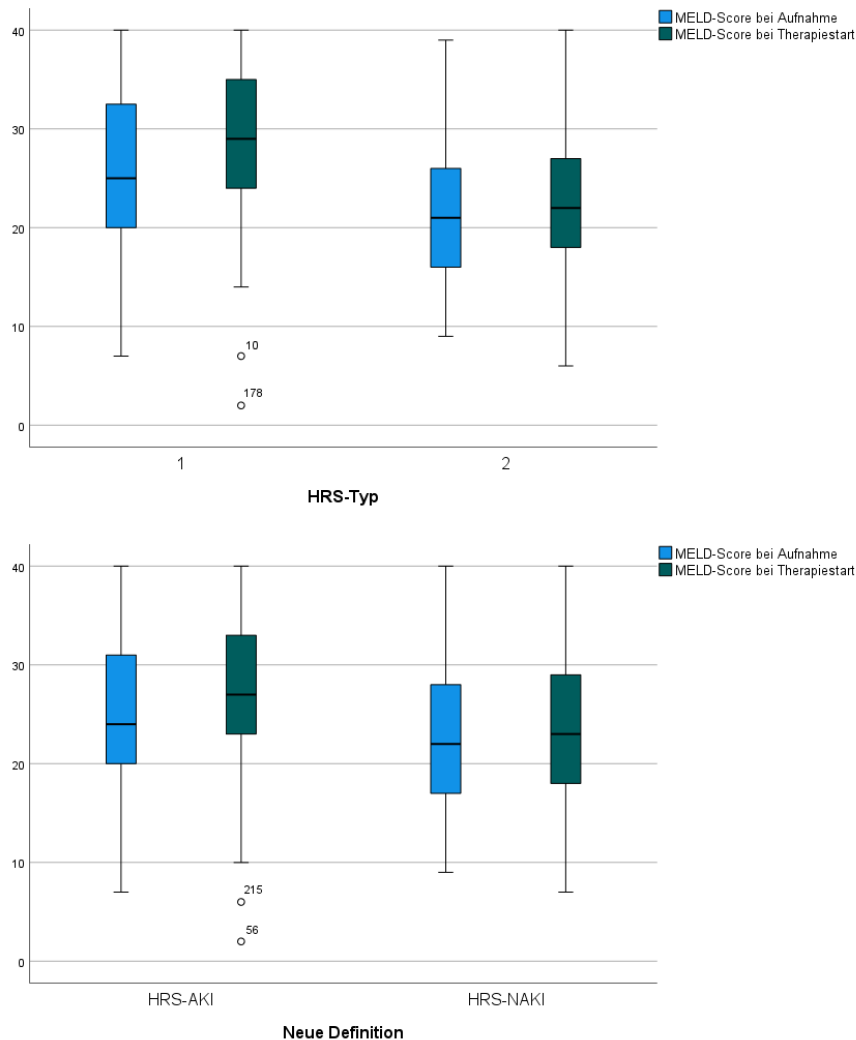 MELD-Score bei Aufnahme
MELD-Score bei Therapiestart
40
30
20
10
0
10
178
1
2
HRS-Typ
MELD-Score bei Aufnahme
MELD-Score bei Therapiestart
40
30
20
10
0
215
56
HRS-AKI
HRS-NAKI
Neue Definition